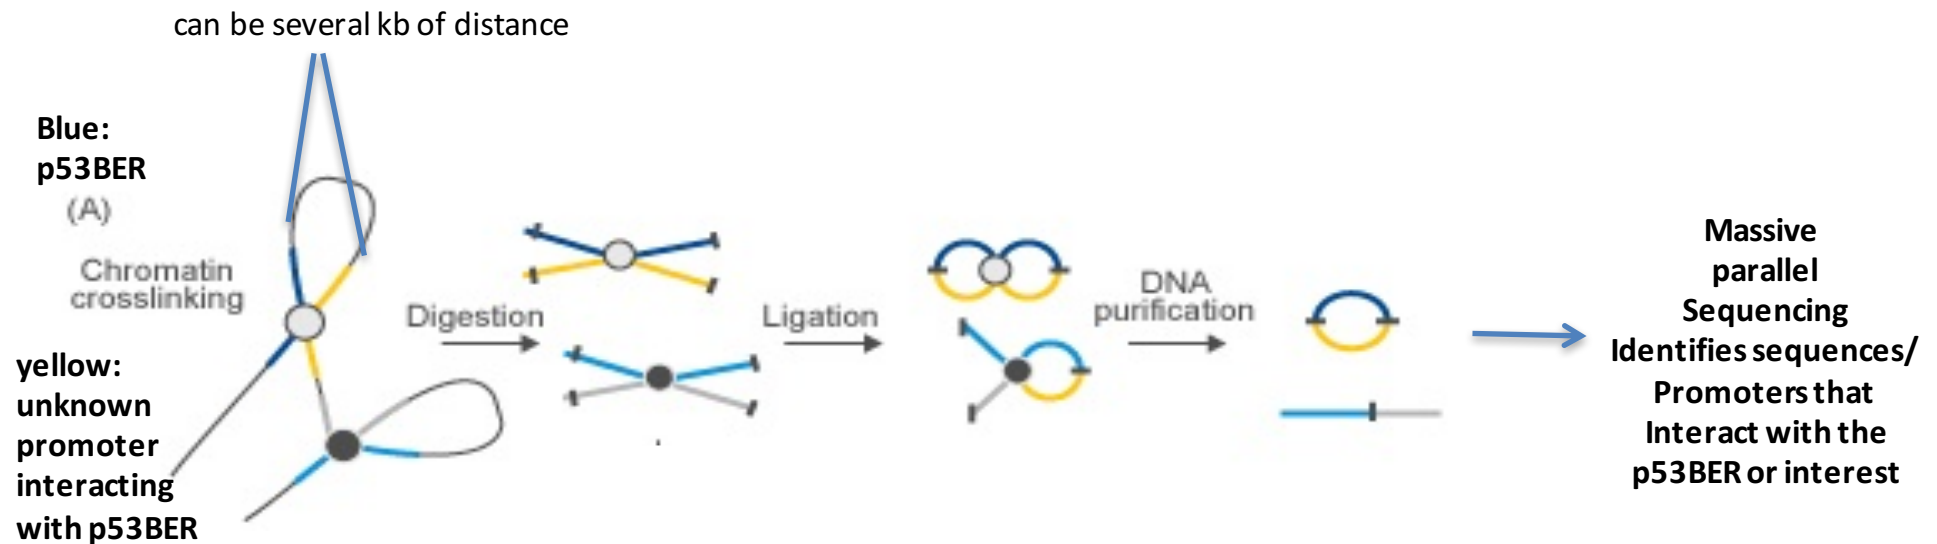 can be several kb of distance
Blue:
p53BER
(A)
Chromatin
crosslinking
yellow:
unknown
promoter
interacting
with p53BER
Digestion
Ligation
DNA
purification
Massive
parallel
Sequencing
Identifies sequences/
Promoters that
Interact with the
p53BER or interest